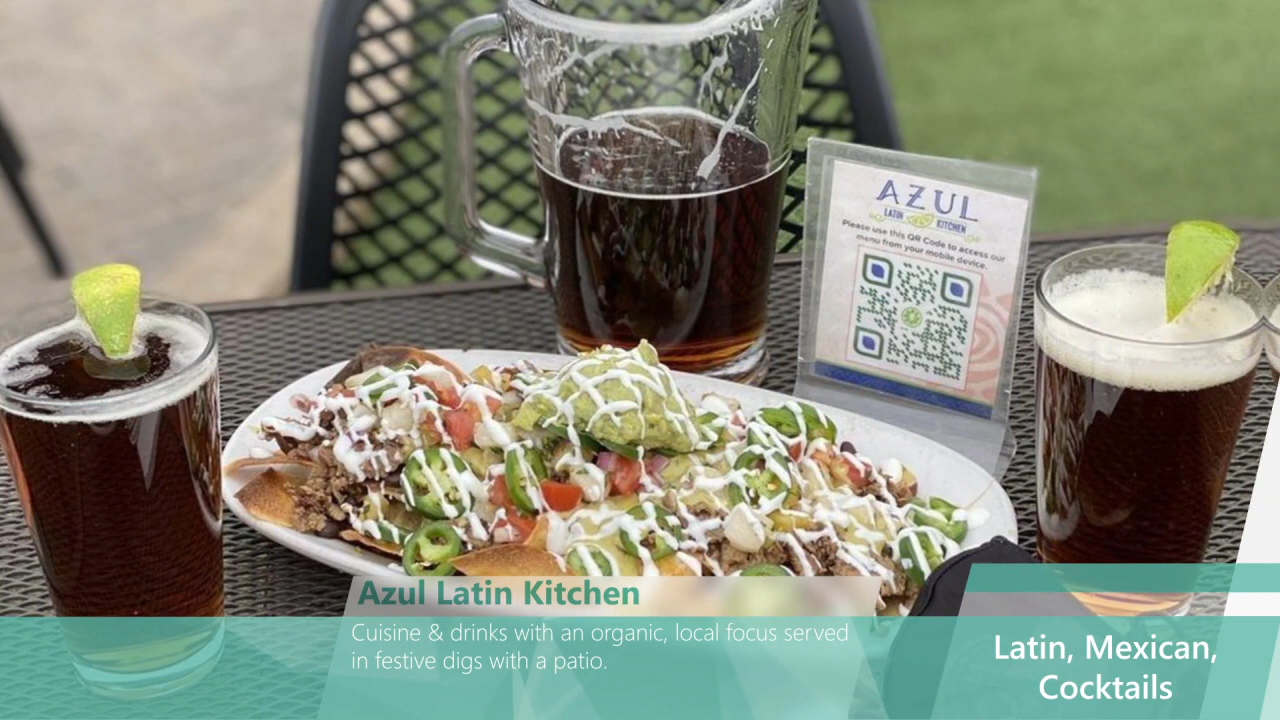 AZUL
LATIN KITCHEN
Please use this QR Code to access our
menu from your mobile device.
Azul Latin Kitchen
Cuisine & drinks with an organic, local focus served
in festive digs with a patio.
Latin, Mexican,
Cocktails